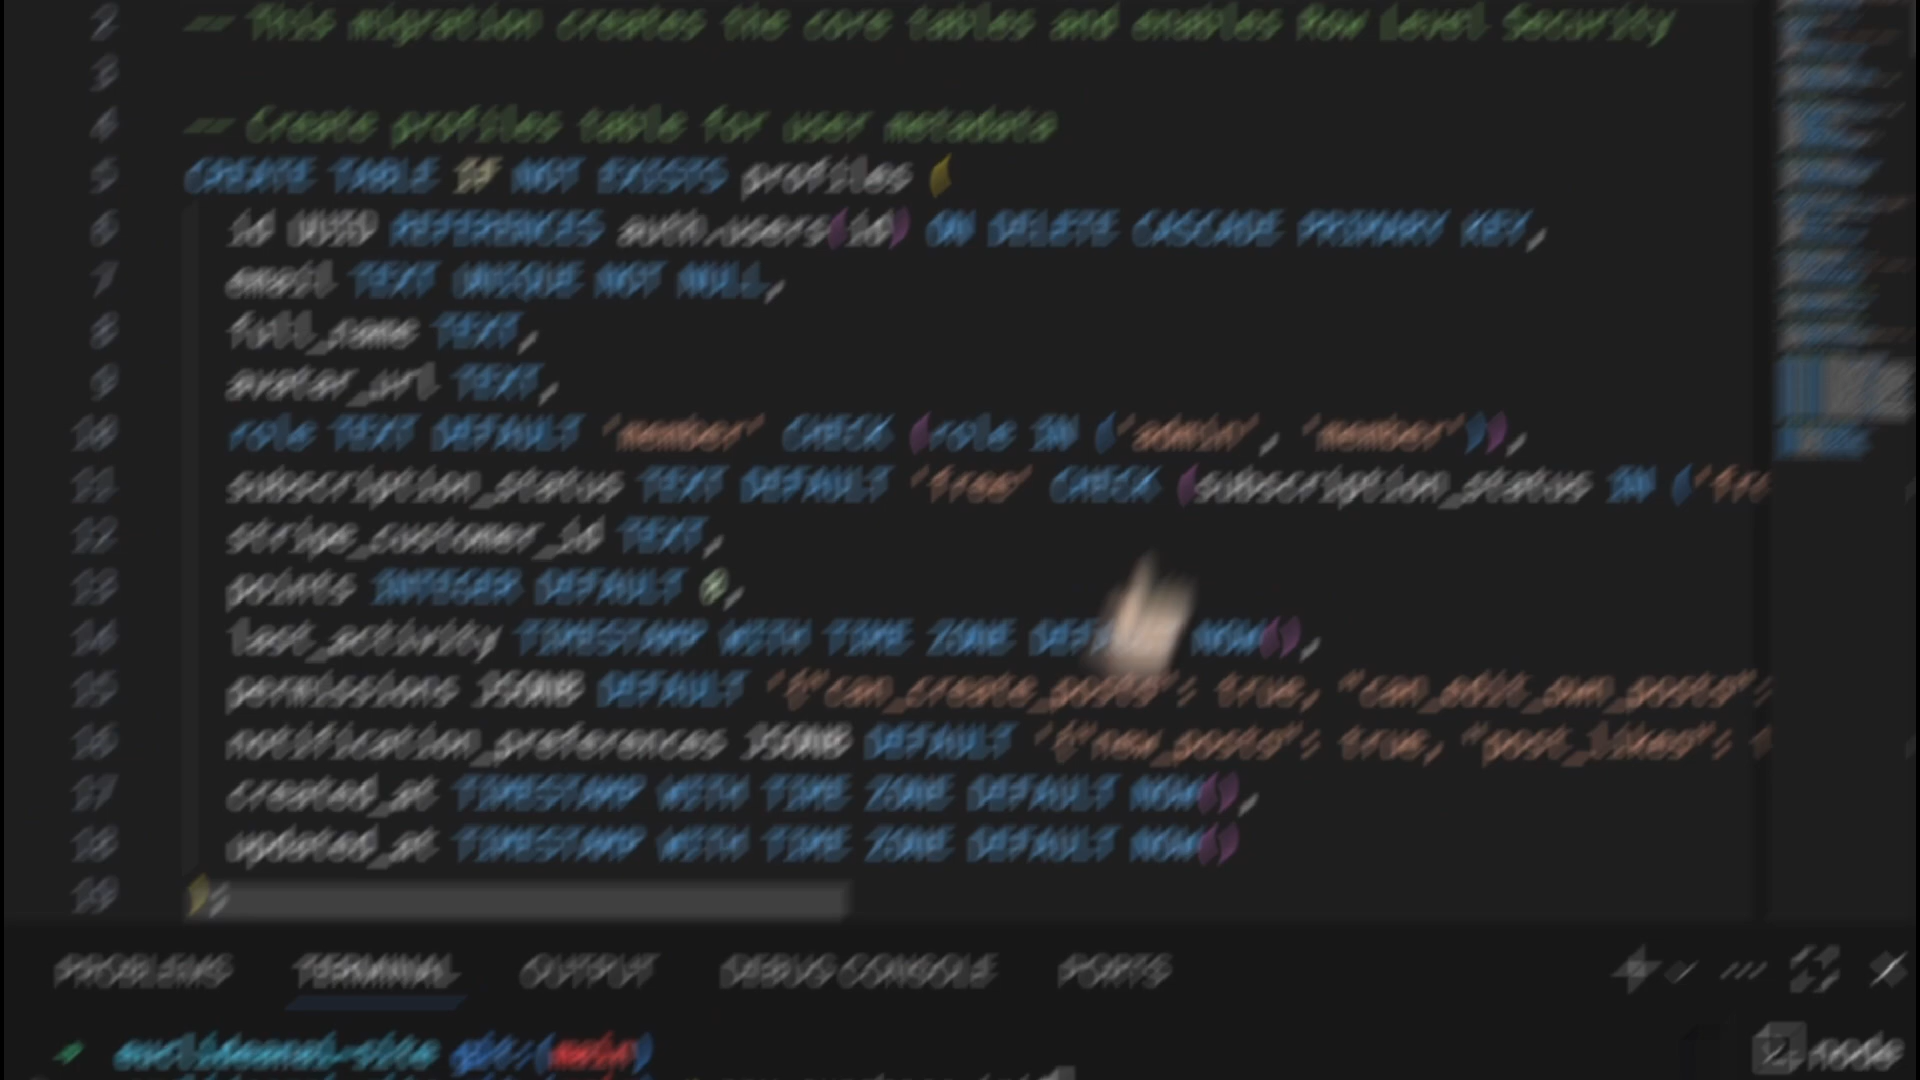 2 -- This migration creates the core tables and enables Row Level Security
3
4 -- Create profiles table for user metadata
5 CREATE TABLE IF NOT EXISTS profiles (
6 id UUID REFERENCES auth.users(id) ON DELETE CASCADE PRIMARY KEY,
7 email TEXT UNIQUE NOT NULL,
8 full_name TEXT,
9 avatar_url TEXT,
10 role TEXT DEFAULT 'member' CHECK (role IN ('admin', 'member')),
11 subscription_status TEXT DEFAULT 'free' CHECK (subscription_status IN ('fre
12 stripe_customer_id TEXT,
13 points INTEGER DEFAULT 0,
14 last_activity TIMESTAMP WITH TIME ZONE DEFAULT NOW(),
15 permissions JSONB DEFAULT '{"can_create_posts": true, "can_edit_own_posts":
16 notification_preferences JSONB DEFAULT '{"new_posts": true, "post_likes": t
17 created_at TIMESTAMP WITH TIME ZONE DEFAULT NOW(),
18 updated_at TIMESTAMP WITH TIME ZONE DEFAULT NOW()
19 );
PROBLEMS TERMINAL OUTPUT DEBUG CONSOLE PORTS
git:(main)
node